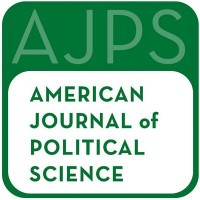 AJPS
AMERICAN
JOURNAL of
POLITICAL
SCIENCE